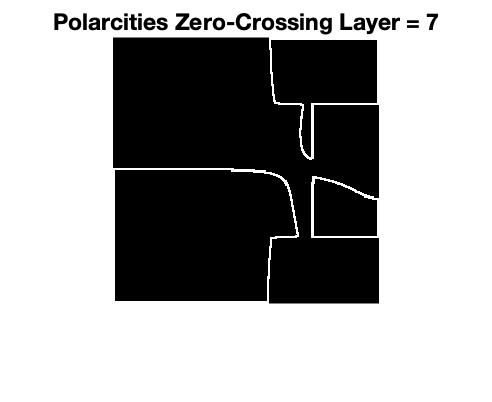 Polarcities Zero-Crossing Layer = 7